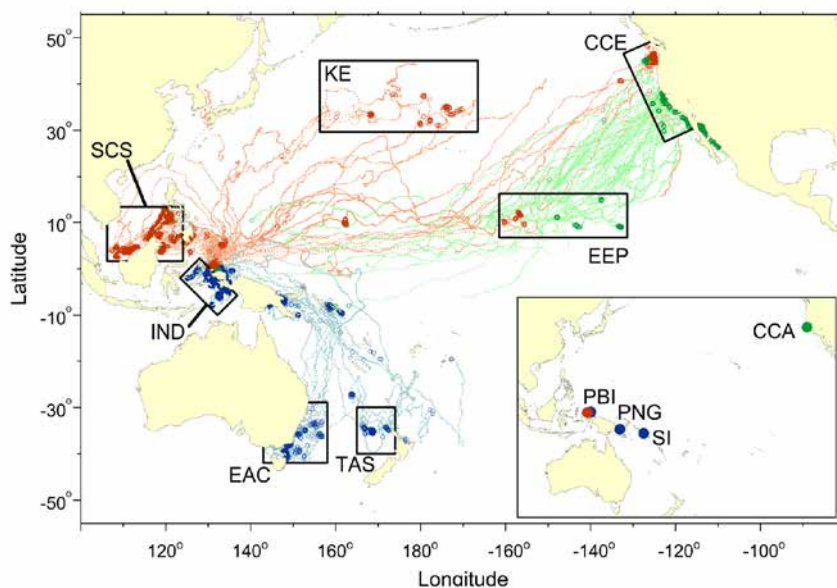 50°
30°
10°
-10°
-30°
-50°
Latitude
120°
140°
160°
180°
-160°
-140°
-120°
-100°
Longitude
KE
CCE
SCS
EEP
IND
EAC
TAS
CCA
PBI
PNG
SI